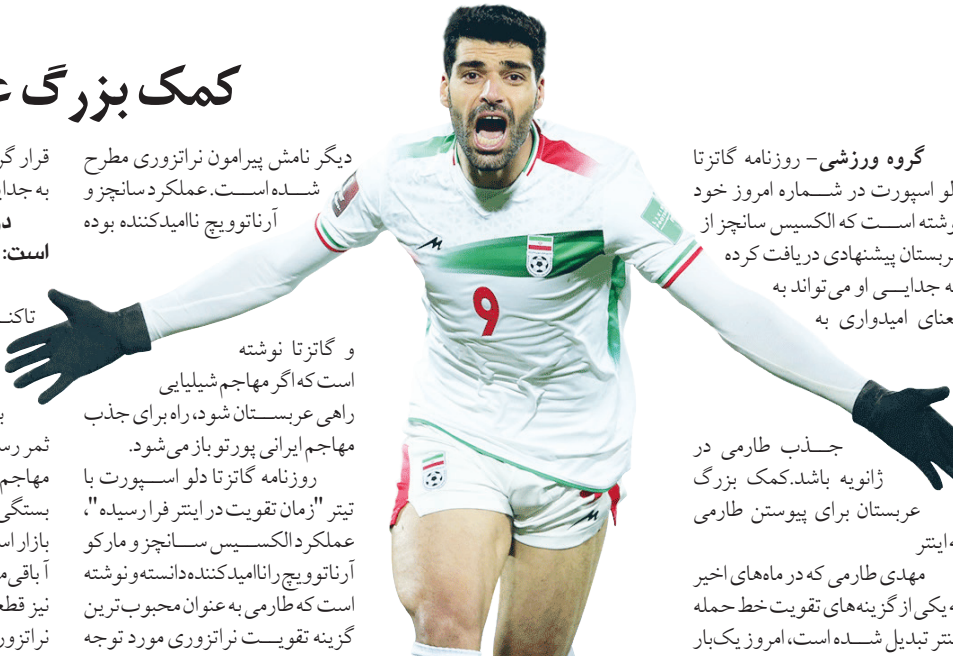 کمک بزرگ
گروه ورزشی- روزنامه گاتزتا
اسپورت در شماره امروز خود
است که الکسیس سانچز از
پیشنهادی دریافت کرده
جدایی او می‌تواند به
امیدواری به
جذب طارمی در
ژانویه باشد.کمک بزرگ
عربستان برای پیوستن طارمی
اینتر
مهدی طارمی که در ماه‌های اخیر
یکی از گزینه‌های تقویت خط حمله
تبدیل شده است، امروز یک‌بار
دیگر نامش پیرامون نراتزوری مطرح
شده است. عملکرد سانچز و
آرناتوویچ ناامیدکننده بوده
و گاتزتا نوشته
است که اگر مهاجم شیلیایی
راهی عربستان شود، راه برای جذب
مهاجم ایرانی پورتو باز می‌شود.
روزنامه گاتزتا دلو اسپورت با
تیتر "زمان تقویت در اینتر فرا رسیده"،
عملکرد الکسیس سانچز و مارکو
آرناتوویچ را ناامیدکننده دانسته و نوشته
است که طارمی به عنوان محبوب‌ترین
گزینه تقویت نراتزوری مورد توجه
قرار
به
است:
مهاجم
نیز
9